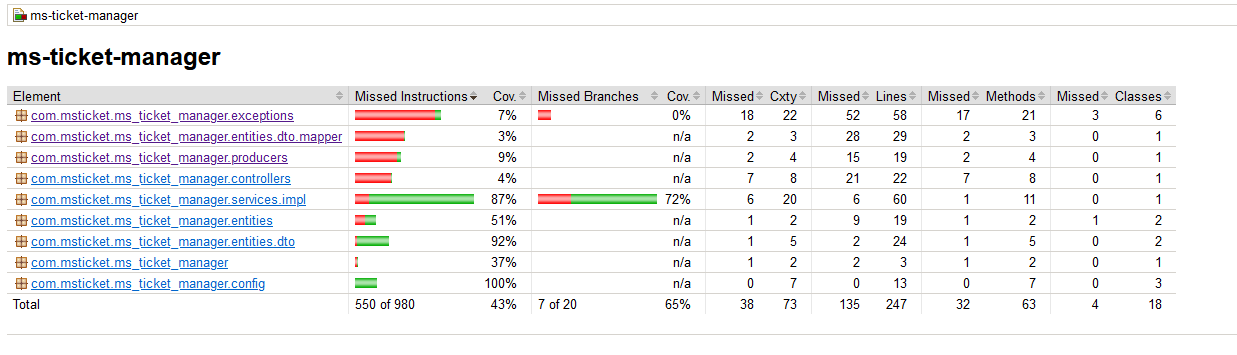 ms-ticket-manager
ms-ticket-manager
Element Missed Instructions Cov. Missed Branches Cov. Missed Cxty Missed Lines Missed Methods Missed Classes
com.msticket.ms_ticket_manager.exceptions 7% 0% 18 22 52 58 17 21 3 6
com.msticket.ms_ticket_manager.entities.dto.mapper 3% n/a 2 3 28 29 2 3 0 1
com.msticket.ms_ticket_manager.producers 9% n/a 2 4 15 19 2 4 0 1
com.msticket.ms_ticket_manager.controllers 4% n/a 7 8 21 22 7 8 0 1
com.msticket.ms_ticket_manager.services.impl 87% 72% 6 20 6 60 1 11 0 1
com.msticket.ms_ticket_manager.entities 51% n/a 1 2 9 19 1 2 1 2
com.msticket.ms_ticket_manager.entities.dto 92% n/a 1 5 2 24 1 5 0 2
com.msticket.ms_ticket_manager 37% n/a 1 2 2 3 1 2 0 1
com.msticket.ms_ticket_manager.config 100% n/a 0 7 0 13 0 7 0 3
Total 550 of 980 43% 7 of 20 65% 38 73 135 247 32 63 4 18